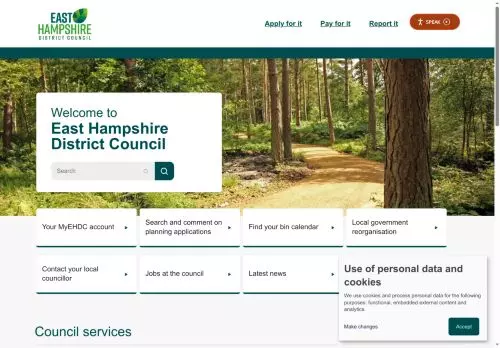 EAST
HAMPSHIRE
DISTRICT COUNCIL
Apply for it
Pay for it
Report it
SPEAK
Welcome to
East Hampshire
District Council
Search
Your MyEHDC account
Search and comment on
planning applications
Find your bin calendar
Local government
reorganisation
Contact your local
councillor
Jobs at the council
Latest news
Use of personal data and
cookies
We use cookies and process personal data for the following
purposes: functional, embedded external content and
analytics.
Make changes
Accept
Council services